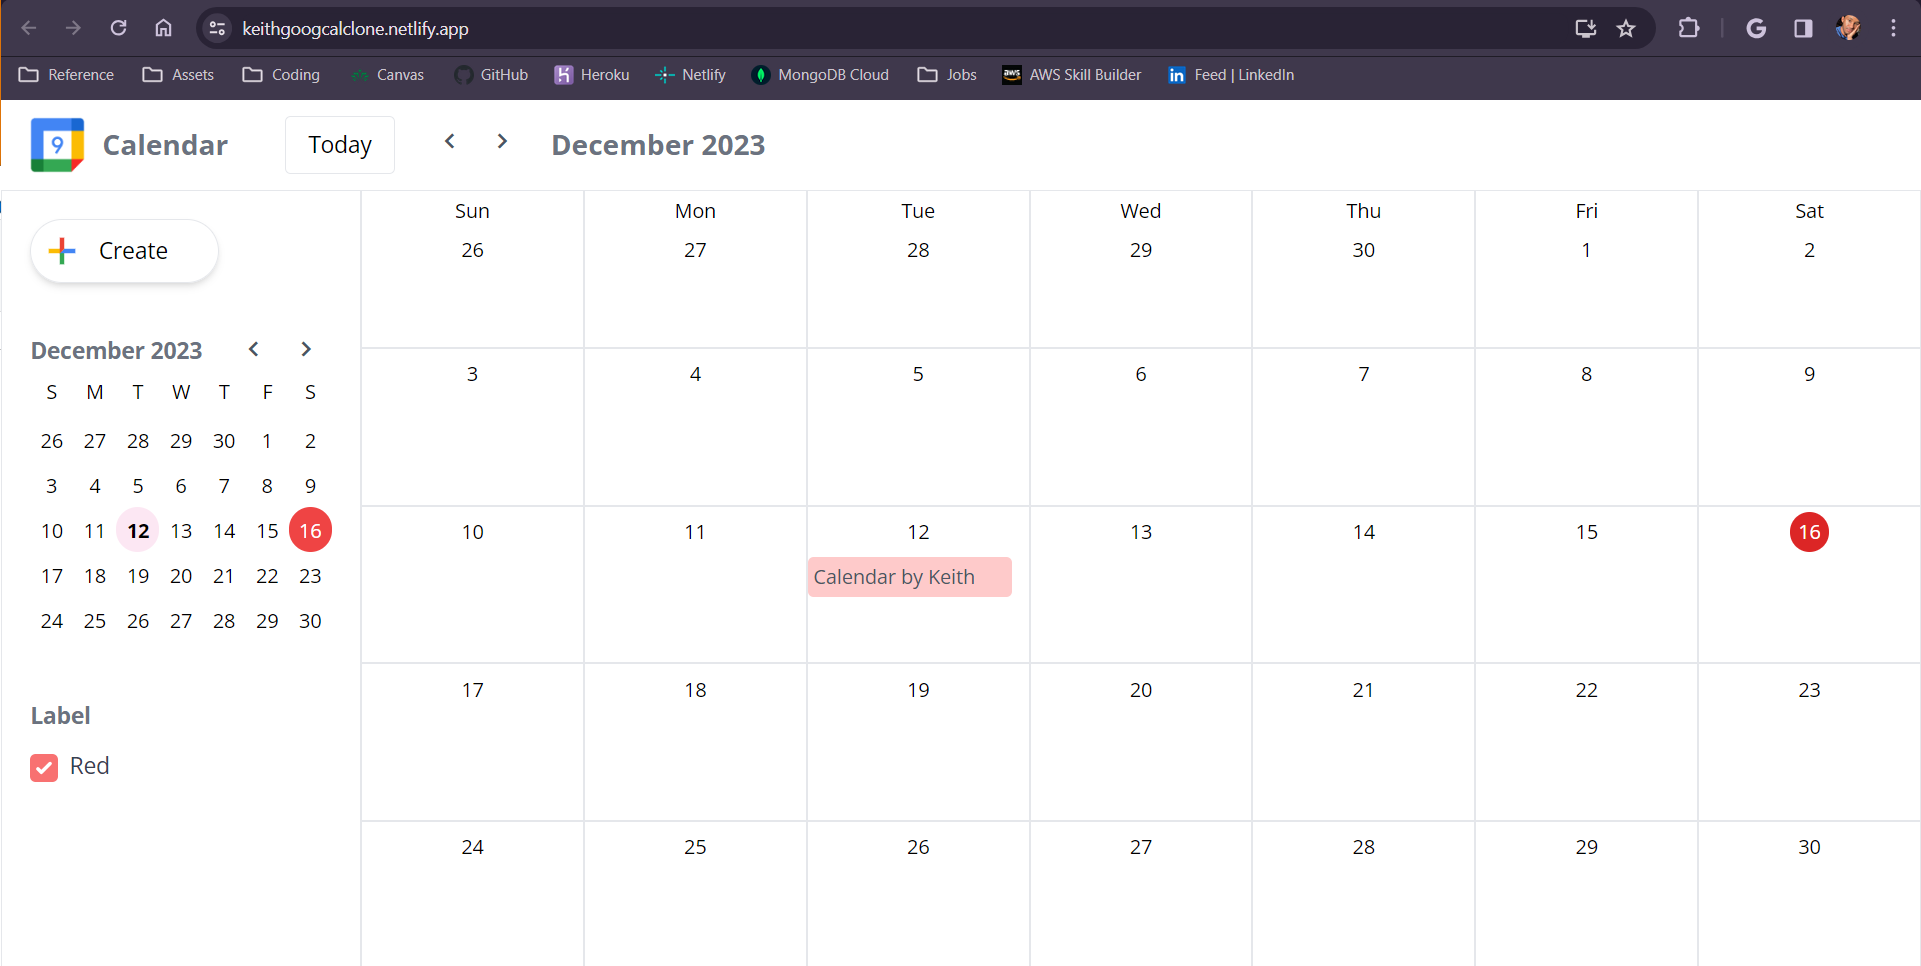 keithgoogcalclone.netlify.app
Reference Assets Coding Canvas GitHub Heroku Netlify MongoDB Cloud Jobs aws AWS Skill Builder in Feed | LinkedIn
9 Calendar Today December 2023
Create
December 2023
S M T W T F S
26 27 28 29 30 1 2
3 4 5 6 7 8 9
10 11 12 13 14 15 16
17 18 19 20 21 22 23
24 25 26 27 28 29 30
Label
Red
Sun Mon Tue Wed Thu Fri Sat
26 27 28 29 30 1 2
3 4 5 6 7 8 9
10 11 12 13 14 15 16
Calendar by Keith
17 18 19 20 21 22 23
24 25 26 27 28 29 30